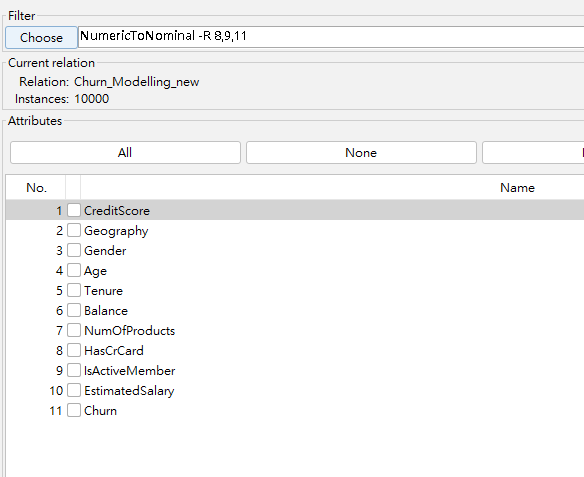 Filter
Choose NumericToNominal -R 8,9,11
Current relation
Relation: Churn_Modelling_new
Instances: 10000
Attributes
All None
No. Name
1 CreditScore
2 Geography
3 Gender
4 Age
5 Tenure
6 Balance
7 NumOfProducts
8 HasCrCard
9 IsActiveMember
10 EstimatedSalary
11 Churn